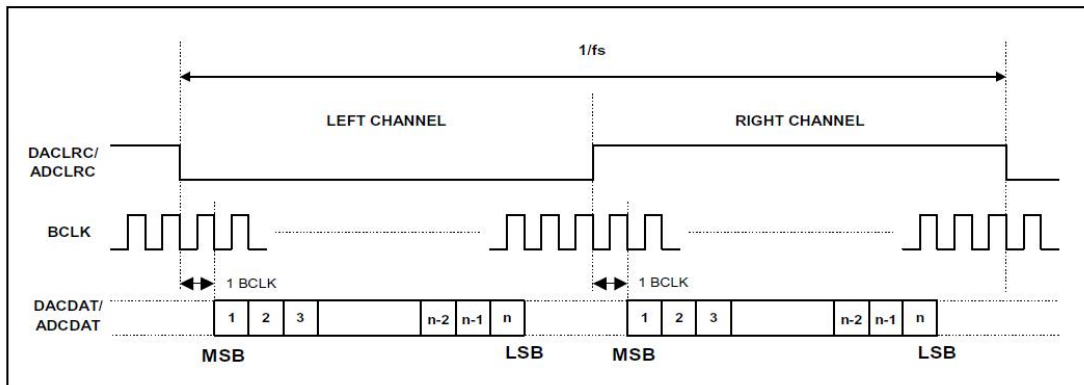 1/fs
LEFT CHANNEL
RIGHT CHANNEL
DACLRC/
ADCLRC
BCLK
1 BCLK
1 BCLK
DACDAT/
ADCDAT
1 2 3 n-2 n-1 n
1 2 3 n-2 n-1 n
MSB
LSB
MSB
LSB